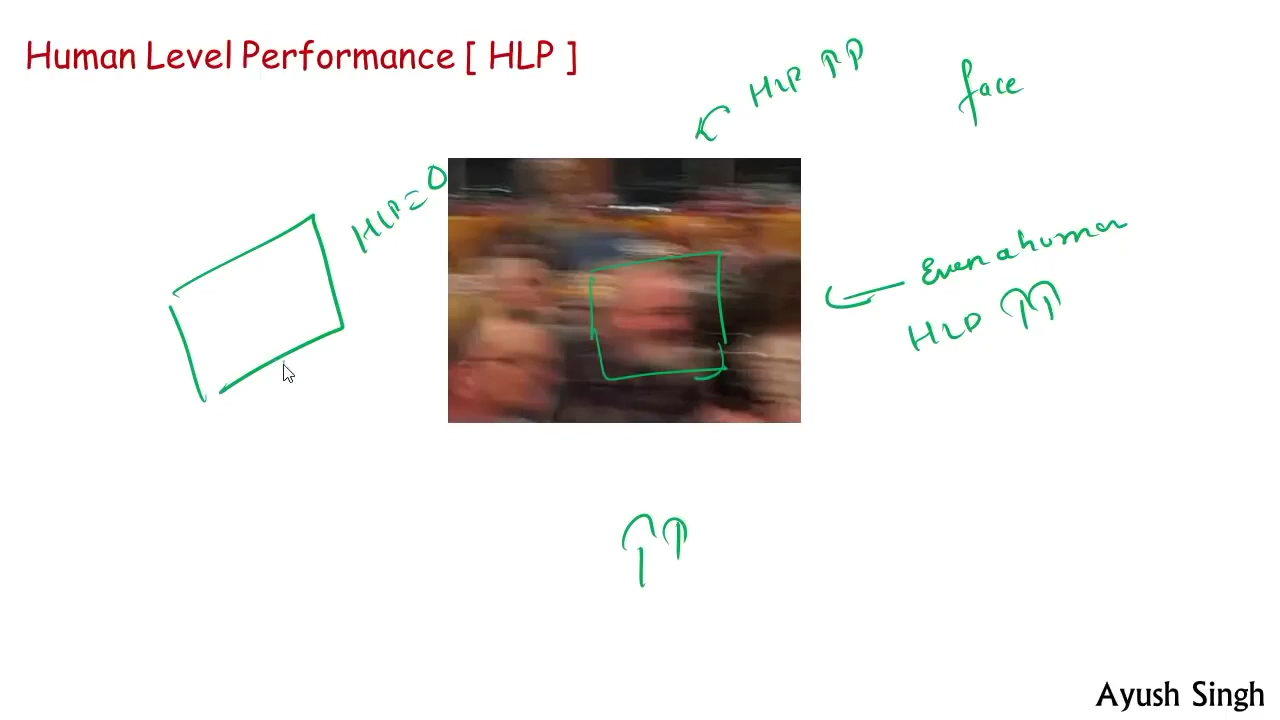 Human Level Performance [ HLP ]
HLP ↑↑
face
HLP = 0
Even a human
HLP ↑↑
↑↑
Ayush Singh